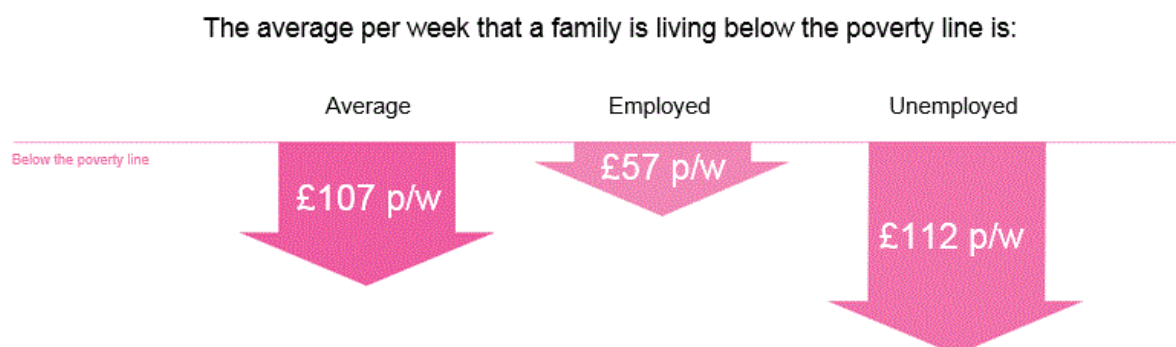 The average per week that a family is living below the poverty line is:
Average
Employed
Unemployed
Below the poverty line
£107 p/w
£57 p/w
£112 p/w